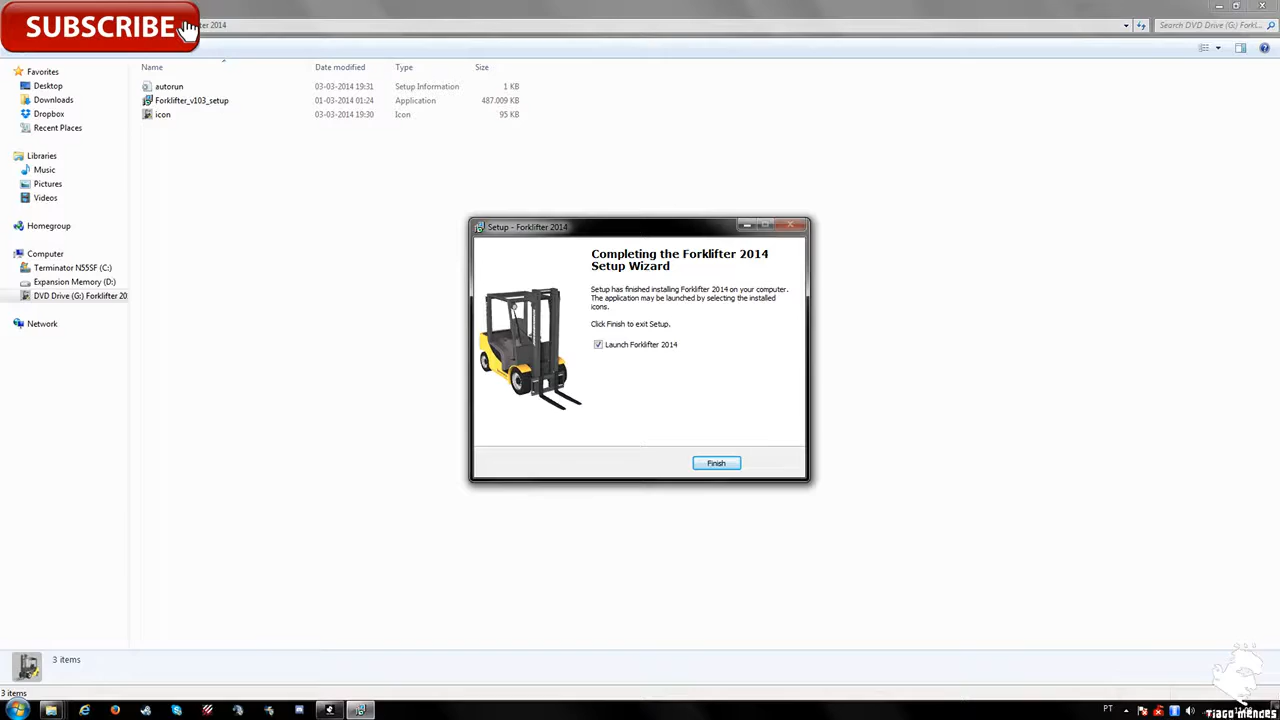 SUBSCRIBE
ter 2014
Search DVD Drive (G:) Forkl...
Name
Date modified
Type
Size
autorun
03-03-2014 19:31
Setup Information
1 KB
Forklifter_v103_setup
01-03-2014 01:24
Application
487.009 KB
icon
03-03-2014 19:30
Icon
95 KB
Favorites
Desktop
Downloads
Dropbox
Recent Places
Libraries
Music
Pictures
Videos
Homegroup
Computer
Terminator N55SF (C:)
Expansion Memory (D:)
DVD Drive (G:) Forklifter 20
Network
Setup - Forklifter 2014
Completing the Forklifter 2014
Setup Wizard
Setup has finished installing Forklifter 2014 on your computer.
The application may be launched by selecting the installed
icons.
Click Finish to exit Setup.
Launch Forklifter 2014
Finish
3 items
3 items
PT
Tiago Mendes